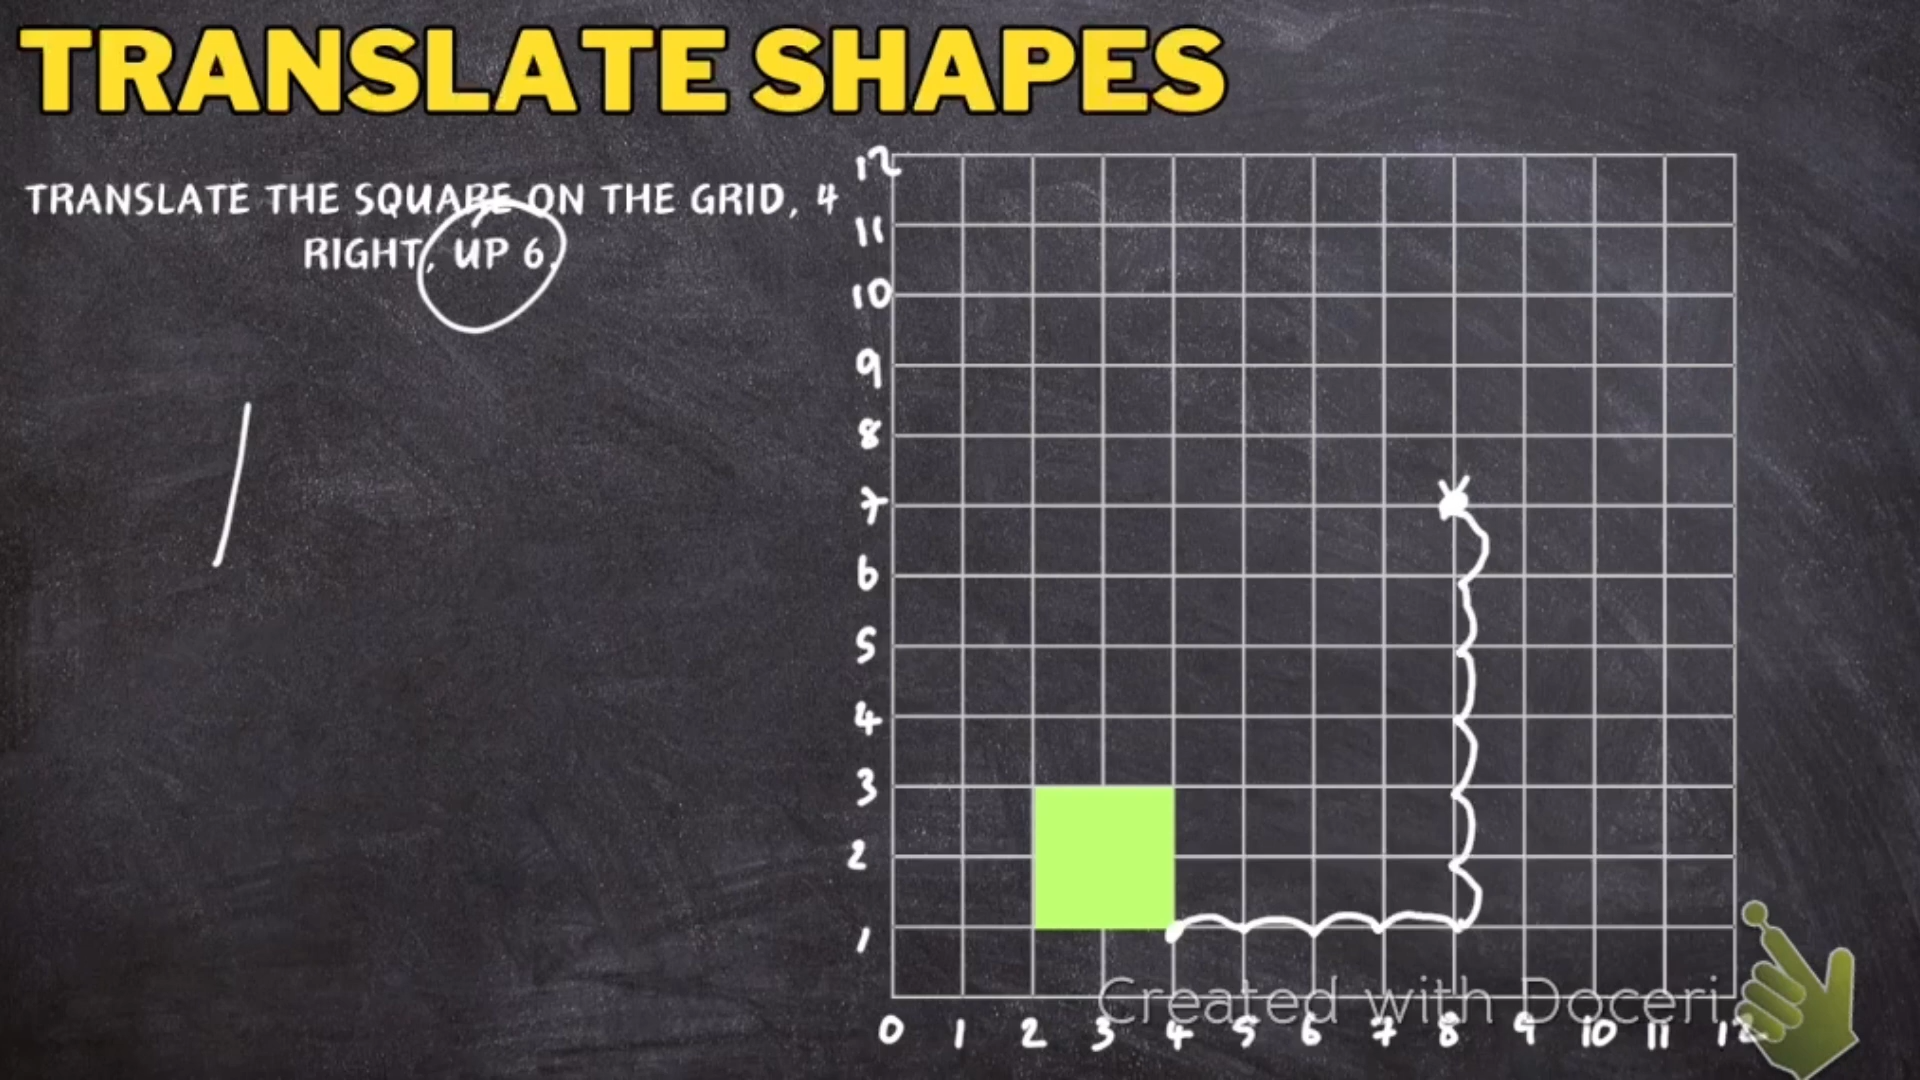 TRANSLATE SHAPES
TRANSLATE THE SQUARE ON THE GRID, 4
RIGHT, UP 6.
12
11
10
9
8
7
6
5
4
3
2
1
0 1 2 3 4 5 6 7 8 9 10 11 12
Created with Doceri